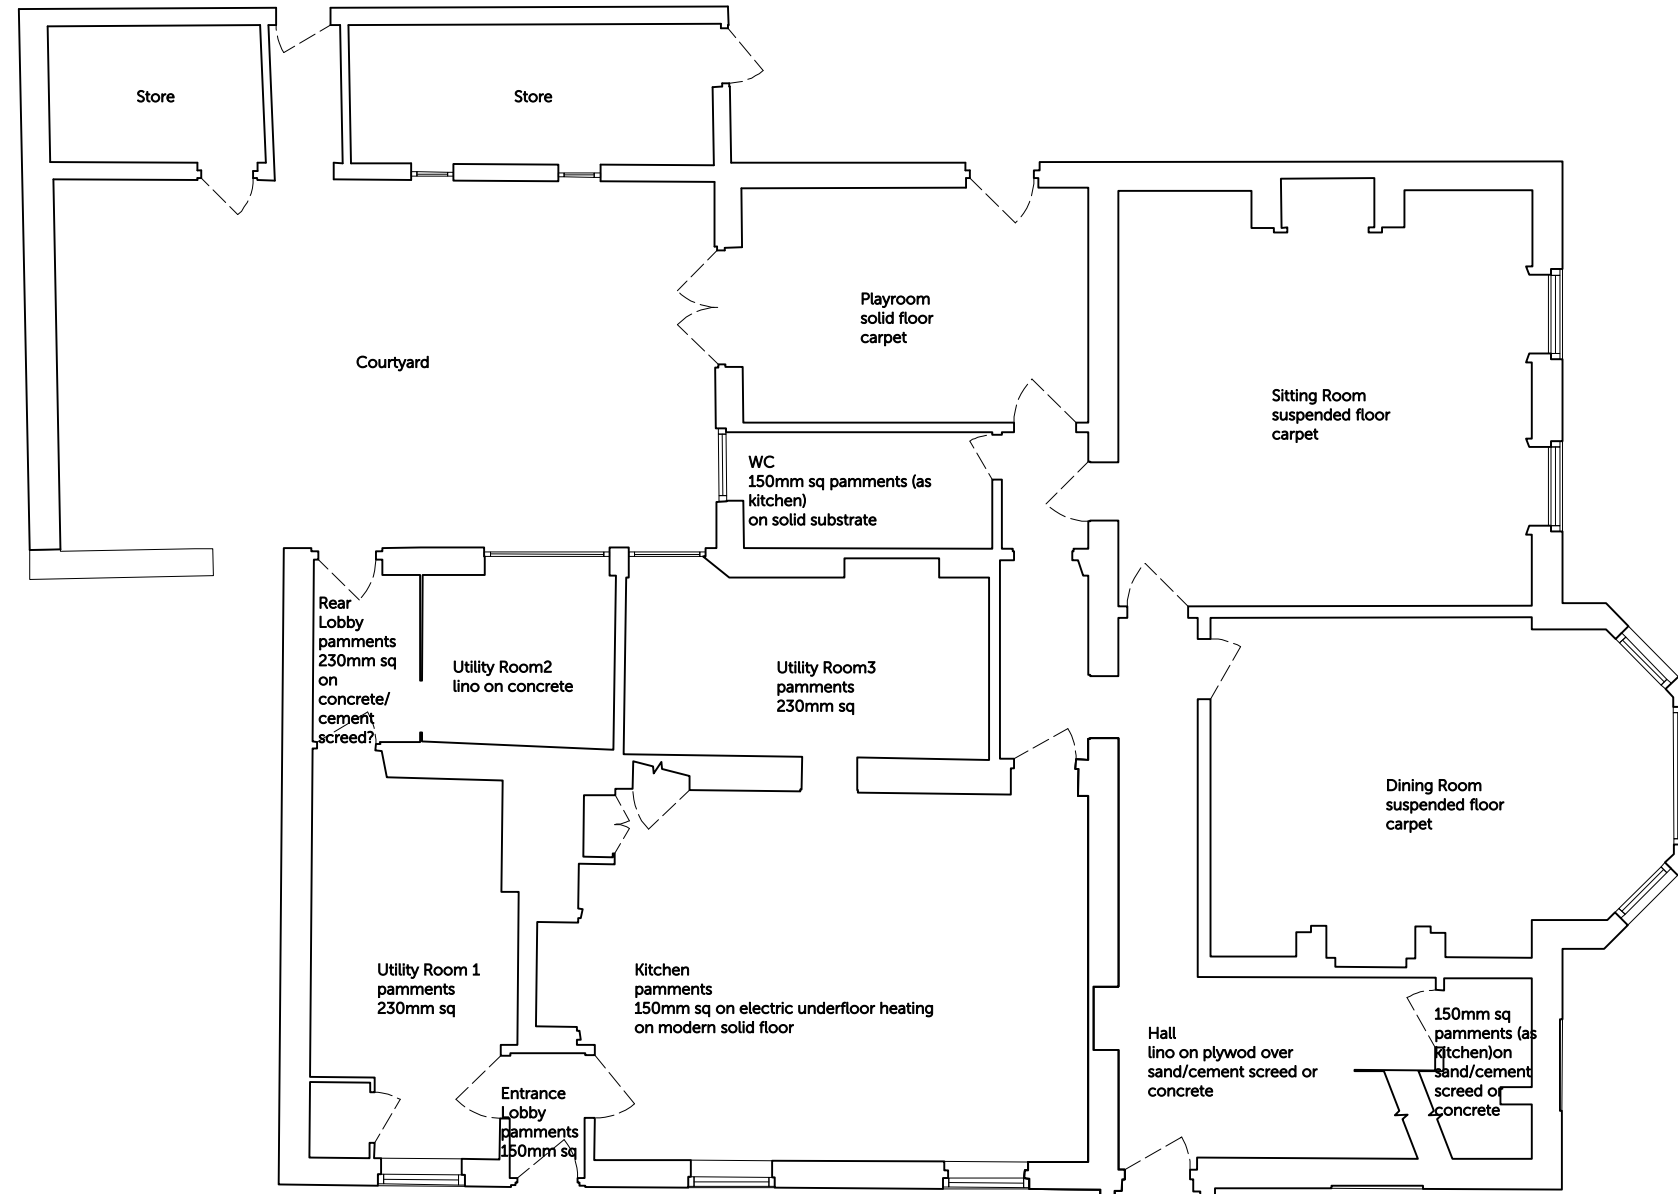 Store
Store
Courtyard
Playroom
solid floor
carpet
Sitting Room
suspended floor
carpet
WC
150mm sq pamments (as
kitchen)
on solid substrate
Rear
Lobby
pamments
230mm sq
on
concrete/
cement
screed?
Utility Room2
lino on concrete
Utility Room3
pamments
230mm sq
Dining Room
suspended floor
carpet
Utility Room 1
pamments
230mm sq
Kitchen
pamments
150mm sq on electric underfloor heating
on modern solid floor
Entrance
Lobby
pamments
150mm sq
Hall
lino on plywod over
sand/cement screed or
concrete
150mm sq
pamments (as
kitchen)on
sand/cement
screed or
concrete